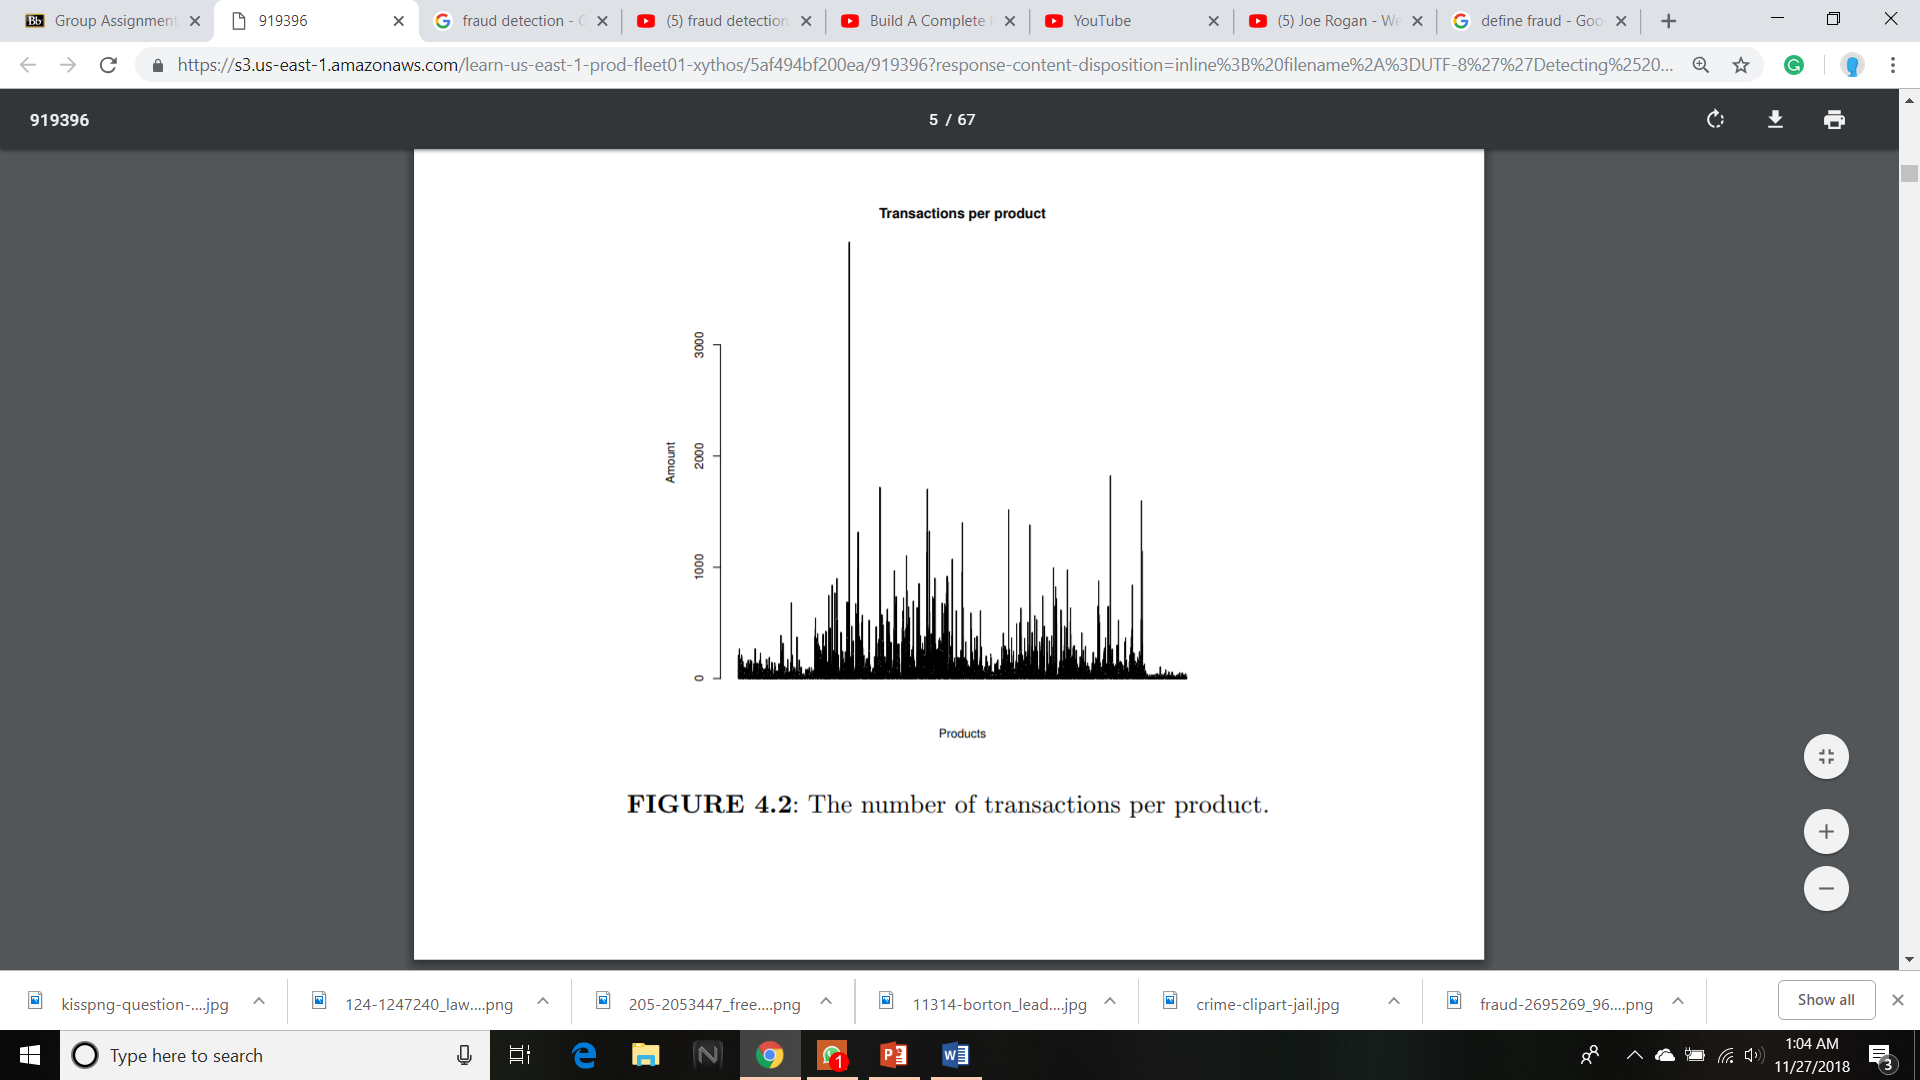 Group Assignment
919396
fraud detection - G
(5) fraud detection
Build A Complete
YouTube
(5) Joe Rogan - We
define fraud - Goo
https://s3.us-east-1.amazonaws.com/learn-us-east-1-prod-fleet01-xythos/5af494bf200ea/919396?response-content-disposition=inline%3B%20filename%2A%3DUTF-8%27%27Detecting%2520...
919396
5 / 67
Transactions per product
3000
2000
1000
0
Amount
Products
FIGURE 4.2: The number of transactions per product.
kisspng-question-....jpg
124-1247240_law....png
205-2053447_free....png
11314-borton_lead....jpg
crime-clipart-jail.jpg
fraud-2695269_96....png
Show all
Type here to search
1
1:04 AM
11/27/2018
3